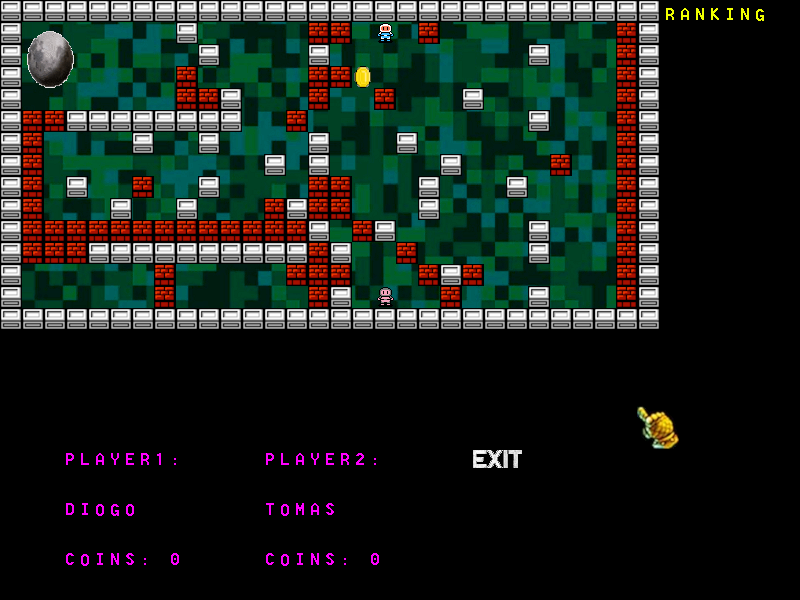 RANKING
PLAYER1: PLAYER2: EXIT
DIOGO TOMAS
COINS: 0 COINS: 0